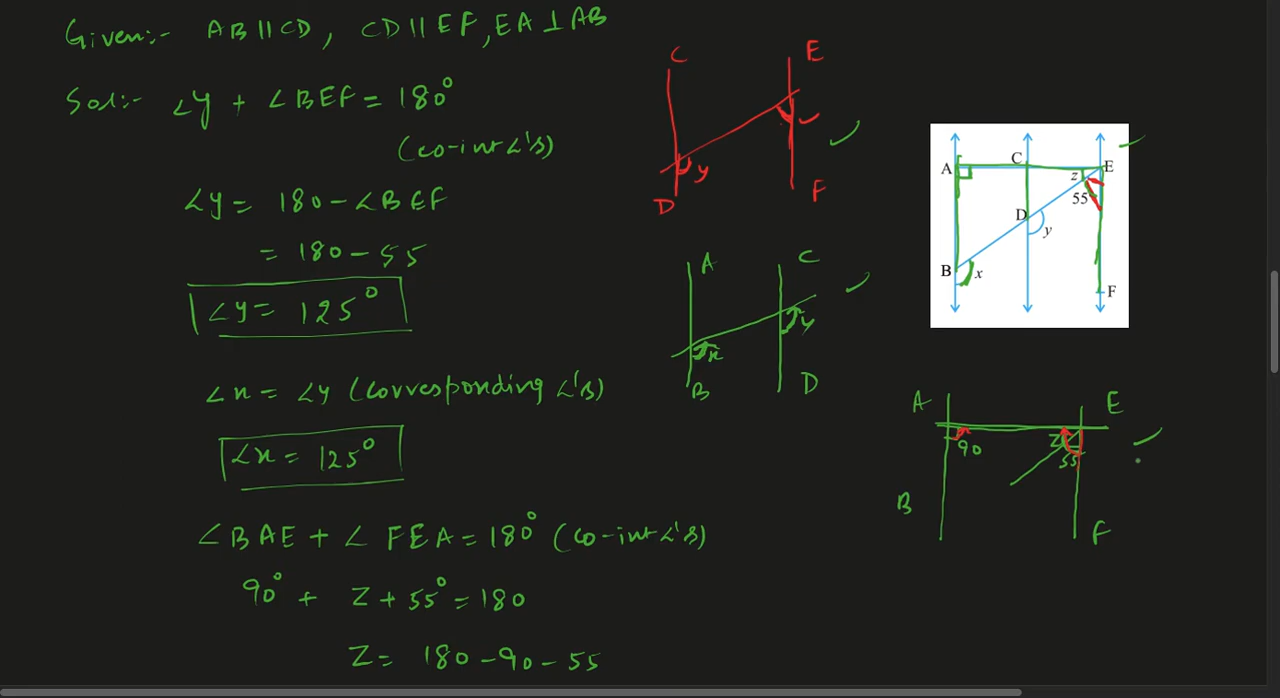 Given:- AB || CD, CD || EF, EA ⊥ AB
Sol:- ∠y + ∠BEF = 180°
(co-int ∠'s)
∠y = 180 - ∠BEF
= 180 - 55
∠y = 125°
∠x = ∠y (Corresponding ∠'s)
∠x = 125°
∠BAE + ∠FEA = 180° (co-int ∠'s)
90° + z + 55° = 180
z = 180 - 90 - 55
C E
y
D F
A C
x y
B D
A C E
z
55
D y
B x
F
A E
90 z
55
B F